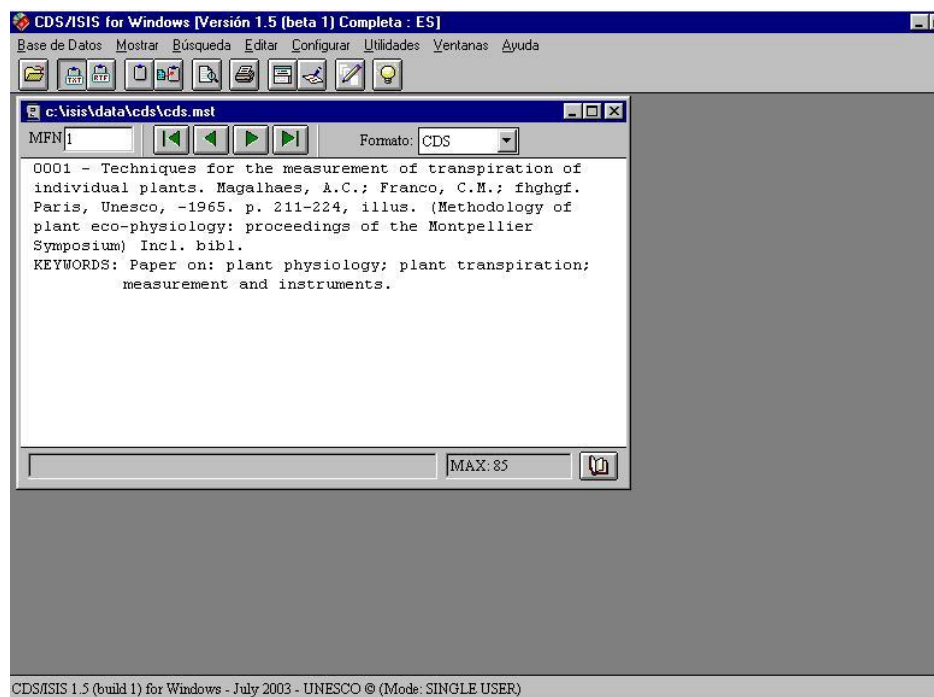 CDS/ISIS for Windows [Versión 1.5 (beta 1) Completa : ES]
Base de Datos Mostrar Búsqueda Editar Configurar Utilidades Ventanas Ayuda
TXT RTF
c:\isis\data\cds\cds.mst
MFN 1 Formato: CDS
0001 - Techniques for the measurement of transpiration of
individual plants. Magalhaes, A.C.; Franco, C.M.; fhghgf.
Paris, Unesco, -1965. p. 211-224, illus. (Methodology of
plant eco-physiology: proceedings of the Montpellier
Symposium) Incl. bibl.
KEYWORDS: Paper on: plant physiology; plant transpiration;
measurement and instruments.
MAX: 85
CDS/ISIS 1.5 (build 1) for Windows - July 2003 - UNESCO © (Mode: SINGLE USER)